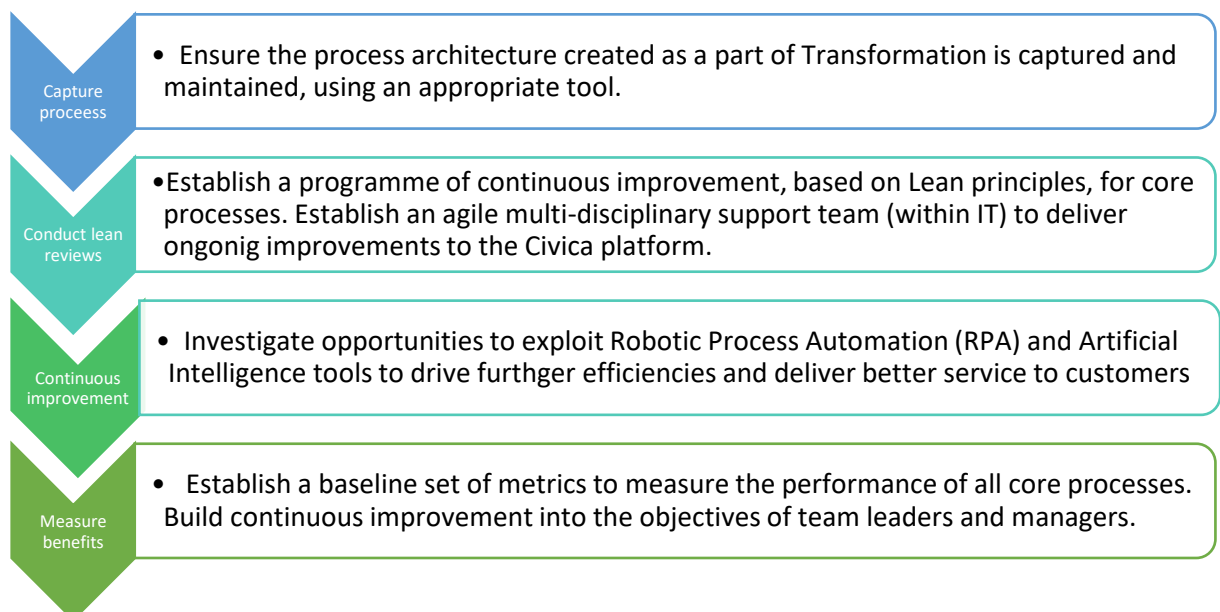 Capture
proceess
• Ensure the process architecture created as a part of Transformation is captured and
maintained, using an appropriate tool.
Conduct lean
reviews
•Establish a programme of continuous improvement, based on Lean principles, for core
processes. Establish an agile multi-disciplinary support team (within IT) to deliver
ongonig improvements to the Civica platform.
Continuous
improvement
• Investigate opportunities to exploit Robotic Process Automation (RPA) and Artificial
Intelligence tools to drive furthger efficiencies and deliver better service to customers
Measure
benefits
• Establish a baseline set of metrics to measure the performance of all core processes.
Build continuous improvement into the objectives of team leaders and managers.